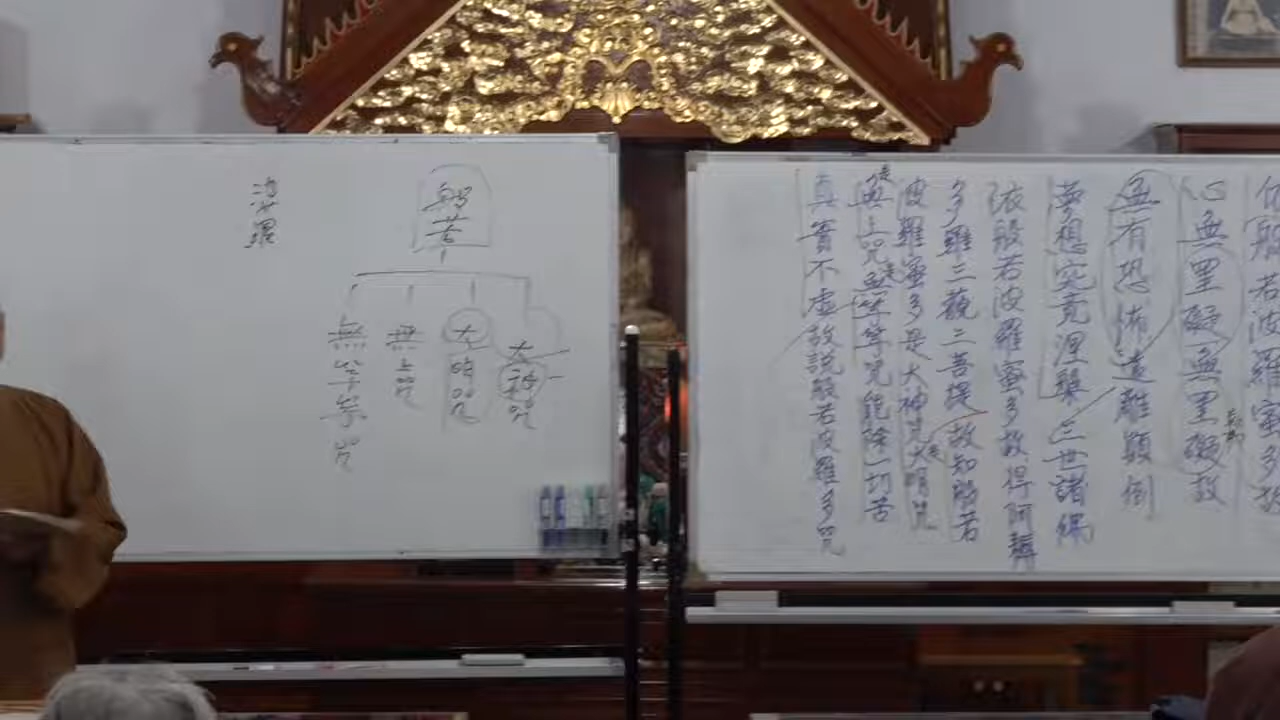 依般若波羅蜜多故
心無罣礙無罣礙故
無有恐怖遠離顛倒
夢想究竟涅槃三世諸佛
依般若波羅蜜多故得阿耨
多羅三藐三菩提故知般若
波羅蜜多是大神咒是大明咒
是無上咒是無等等咒能除一切苦
真實不虛故說般若波羅多咒
般若
大神咒
大明咒
無上咒
無等等咒